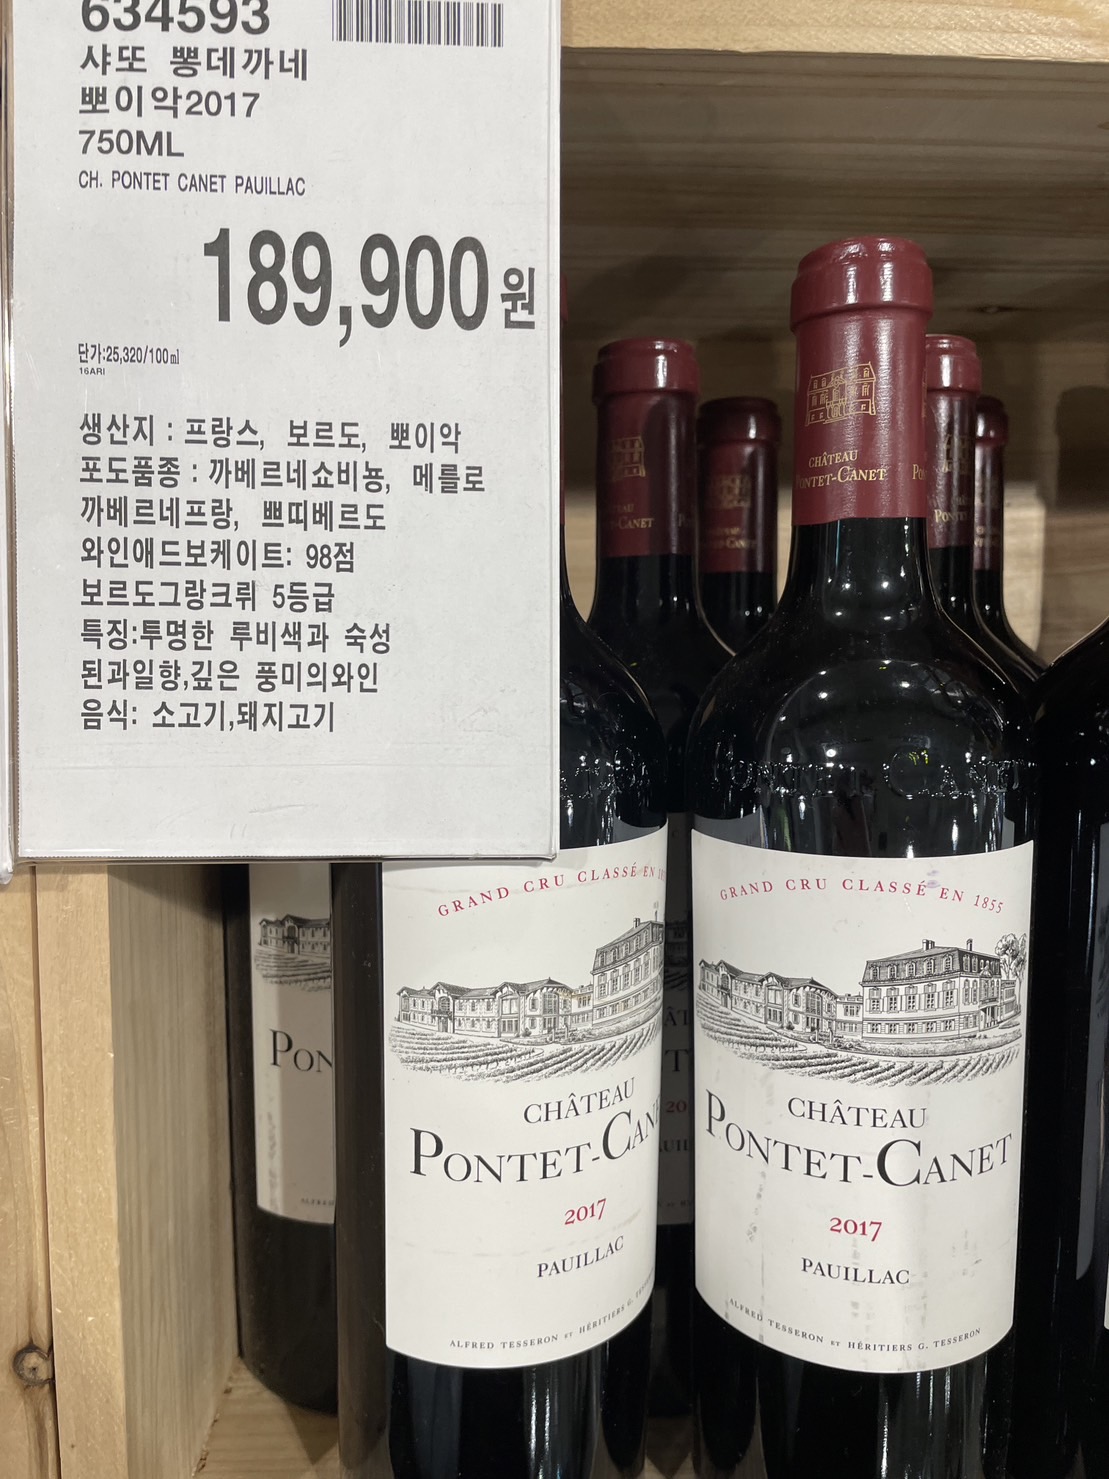 634593
샤또 뽕데까네
뽀이악2017
750ML
CH. PONTET CANET PAUILLAC
189,900원
단가:25,320/100㎖
16ARI
생산지 : 프랑스, 보르도, 뽀이악
포도품종 : 까베르네쇼비뇽, 메를로
까베르네프랑, 쁘띠베르도
와인애드보케이트: 98점
보르도그랑크뤼 5등급
특징:투명한 루비색과 숙성
된과일향,깊은 풍미의와인
음식: 소고기,돼지고기
CHÂTEAU
PONTET-CANET
PONTET CANET
GRAND CRU CLASSÉ EN
CHÂTEAU
PONTET-CAN
2017
PAUILLAC
ALFRED TESSERON ET HÉRITIERS G.
GRAND CRU CLASSÉ EN 1855
CHÂTEAU
PONTET-CANET
2017
PAUILLAC
ALFRED TESSERON ET HÉRITIERS G. TESSERON
PON